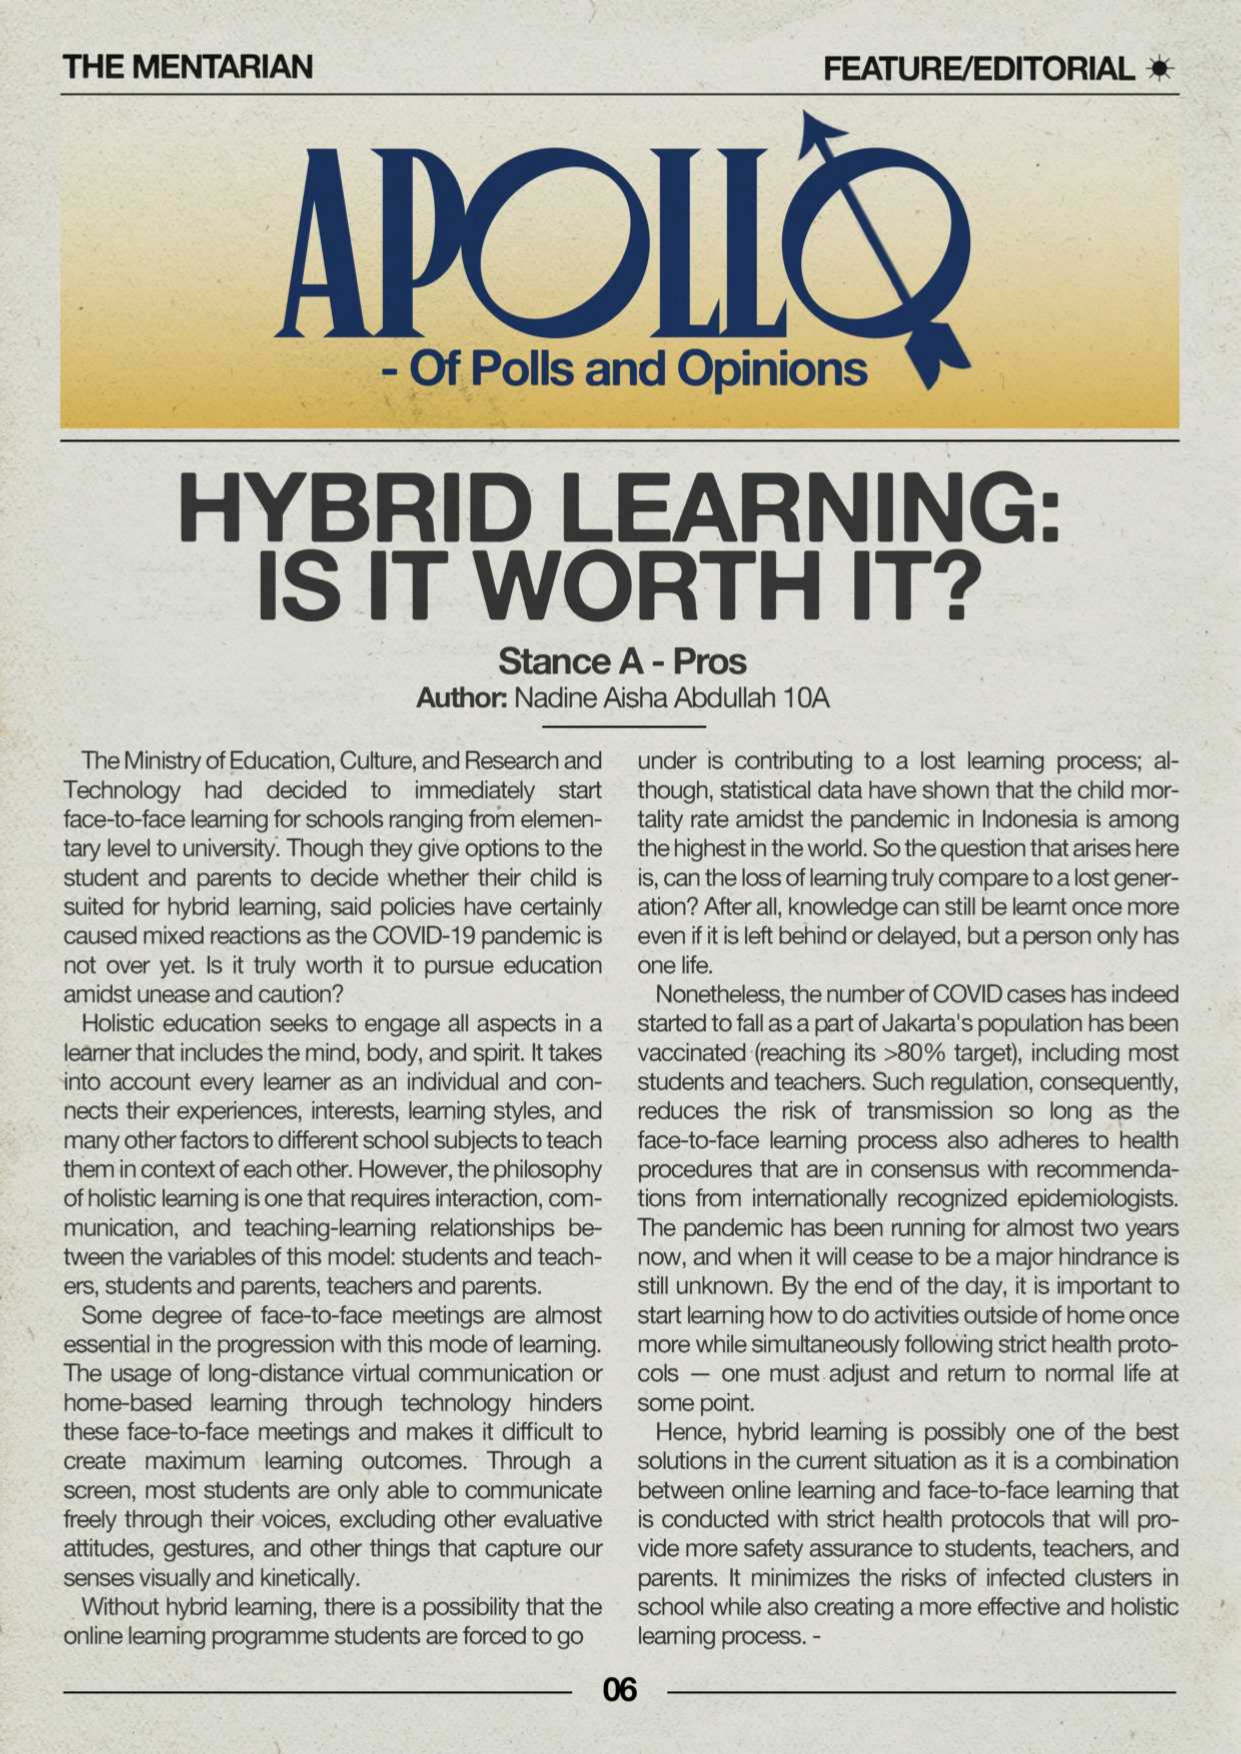 THE MENTARIAN
FEATURE/EDITORIAL
APOLLO
- Of Polls and Opinions
HYBRID LEARNING:
IS IT WORTH IT?
Stance A - Pros
Author: Nadine Aisha Abdullah 10A
The Ministry of Education, Culture, and Research and
Technology had decided to immediately start
face-to-face learning for schools ranging from elemen-
tary level to university. Though they give options to the
student and parents to decide whether their child is
suited for hybrid learning, said policies have certainly
caused mixed reactions as the COVID-19 pandemic is
not over yet. Is it truly worth it to pursue education
amidst unease and caution?
Holistic education seeks to engage all aspects in a
learner that includes the mind, body, and spirit. It takes
into account every learner as an individual and con-
nects their experiences, interests, learning styles, and
many other factors to different school subjects to teach
them in context of each other. However, the philosophy
of holistic learning is one that requires interaction, com-
munication, and teaching-learning relationships be-
tween the variables of this model: students and teach-
ers, students and parents, teachers and parents.
Some degree of face-to-face meetings are almost
essential in the progression with this mode of learning.
The usage of long-distance virtual communication or
home-based learning through technology hinders
these face-to-face meetings and makes it difficult to
create maximum learning outcomes. Through a
screen, most students are only able to communicate
freely through their voices, excluding other evaluative
attitudes, gestures, and other things that capture our
senses visually and kinetically.
Without hybrid learning, there is a possibility that the
online learning programme students are forced to go
under is contributing to a lost learning process; al-
though, statistical data have shown that the child mor-
tality rate amidst the pandemic in Indonesia is among
the highest in the world. So the question that arises here
is, can the loss of learning truly compare to a lost gener-
ation? After all, knowledge can still be learnt once more
even if it is left behind or delayed, but a person only has
one life.
Nonetheless, the number of COVID cases has indeed
started to fall as a part of Jakarta's population has been
vaccinated (reaching its >80% target), including most
students and teachers. Such regulation, consequently,
reduces the risk of transmission so long as the
face-to-face learning process also adheres to health
procedures that are in consensus with recommenda-
tions from internationally recognized epidemiologists.
The pandemic has been running for almost two years
now, and when it will cease to be a major hindrance is
still unknown. By the end of the day, it is important to
start learning how to do activities outside of home once
more while simultaneously following strict health proto-
cols — one must adjust and return to normal life at
some point.
Hence, hybrid learning is possibly one of the best
solutions in the current situation as it is a combination
between online learning and face-to-face learning that
is conducted with strict health protocols that will pro-
vide more safety assurance to students, teachers, and
parents. It minimizes the risks of infected clusters in
school while also creating a more effective and holistic
learning process. -
06